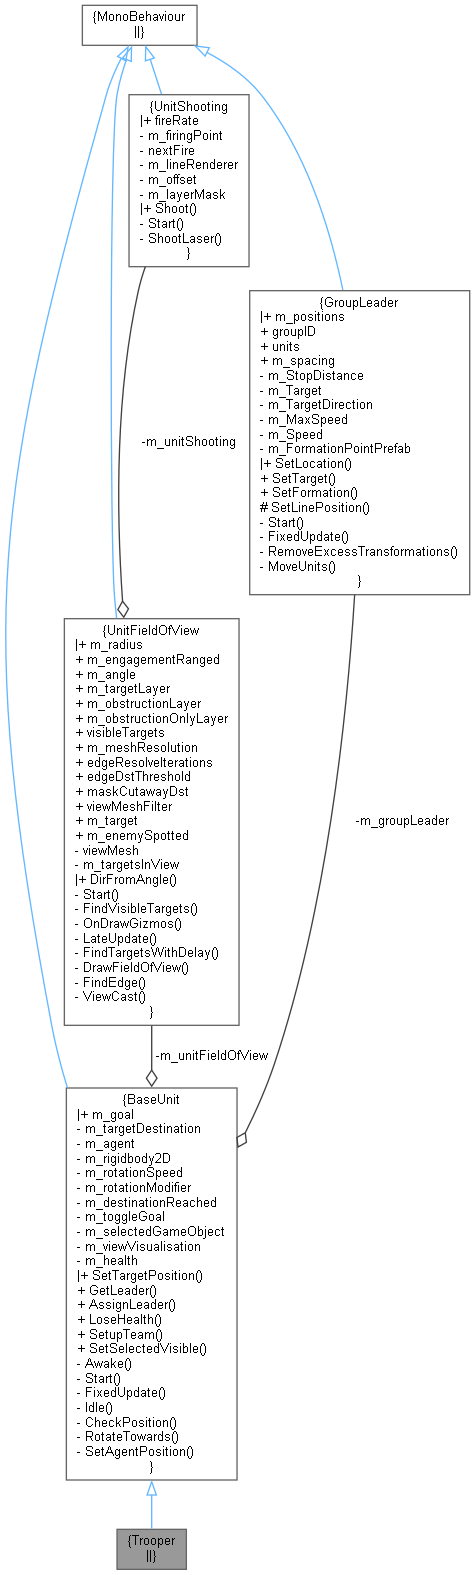 {MonoBehaviour
||}
{UnitShooting
|+ fireRate
- m_firingPoint
- nextFire
- m_lineRenderer
- m_offset
- m_layerMask
|+ Shoot()
- Start()
- ShootLaser()
}
{GroupLeader
|+ m_positions
+ groupID
+ units
+ m_spacing
- m_StopDistance
- m_Target
- m_TargetDirection
- m_MaxSpeed
- m_Speed
- m_FormationPointPrefab
|+ SetLocation()
+ SetTarget()
+ SetFormation()
# SetLinePosition()
- Start()
- FixedUpdate()
- RemoveExcessTransformations()
- MoveUnits()
}
-m_unitShooting
{UnitFieldOfView
|+ m_radius
+ m_engagementRanged
+ m_angle
+ m_targetLayer
+ m_obstructionLayer
+ m_obstructionOnlyLayer
+ visibleTargets
+ m_meshResolution
+ edgeResolveIterations
+ edgeDstThreshold
+ maskCutawayDst
+ viewMeshFilter
+ m_target
+ m_enemySpotted
- viewMesh
- m_targetsInView
|+ DirFromAngle()
- Start()
- FindVisibleTargets()
- OnDrawGizmos()
- LateUpdate()
- FindTargetsWithDelay()
- DrawFieldOfView()
- FindEdge()
- ViewCast()
}
-m_groupLeader
-m_unitFieldOfView
{BaseUnit
|+ m_goal
- m_targetDestination
- m_agent
- m_rigidbody2D
- m_rotationSpeed
- m_rotationModifier
- m_destinationReached
- m_toggleGoal
- m_selectedGameObject
- m_viewVisualisation
- m_health
|+ SetTargetPosition()
+ GetLeader()
+ AssignLeader()
+ LoseHealth()
+ SetupTeam()
+ SetSelectedVisible()
- Awake()
- Start()
- FixedUpdate()
- Idle()
- CheckPosition()
- RotateTowards()
- SetAgentPosition()
}
{Trooper
||}